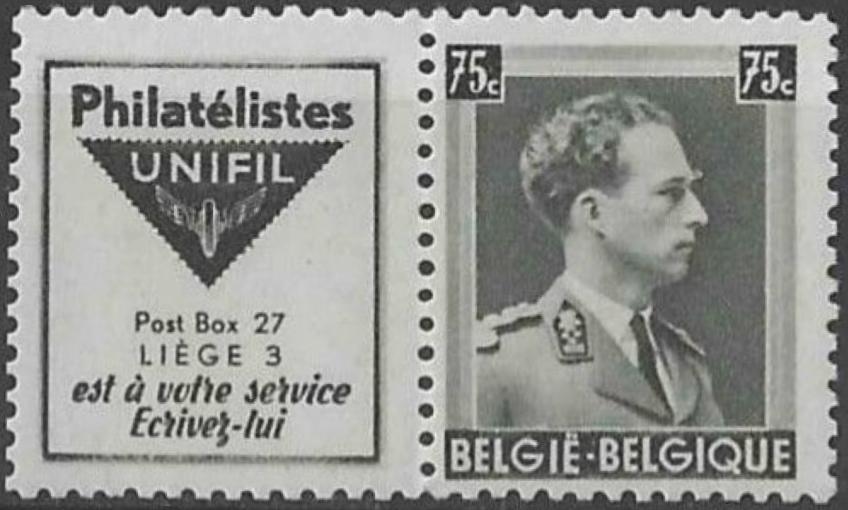 Philatélistes
UNIFIL
Post Box 27
LIÈGE 3
est à votre service
Ecrivez-lui
75c 75c
BELGIË-BELGIQUE